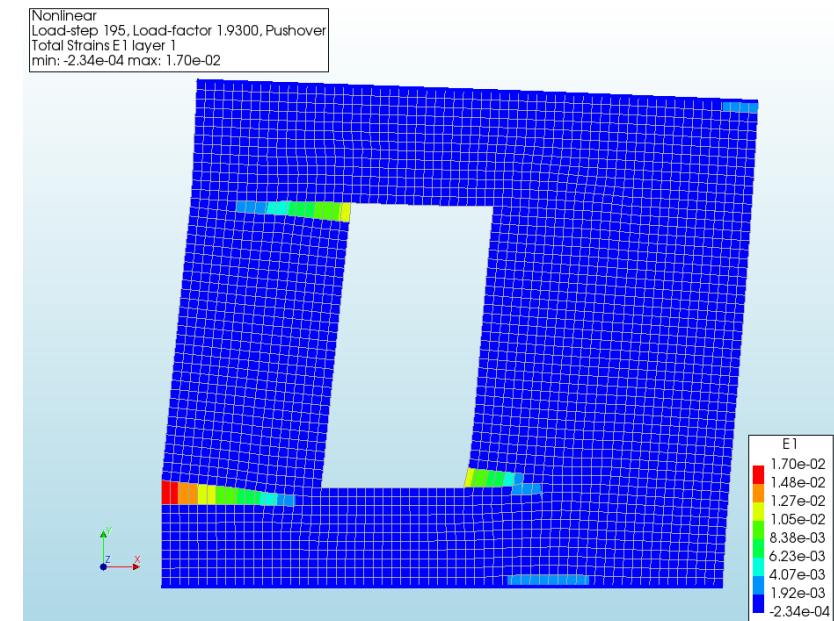 Nonlinear
Load-step 195, Load-factor 1.9300, Pushover
Total Strains E1 layer 1
min: -2.34e-04 max: 1.70e-02
E1
1.70e-02
1.48e-02
1.27e-02
1.05e-02
8.38e-03
6.23e-03
4.07e-03
1.92e-03
-2.34e-04
Y
Z X